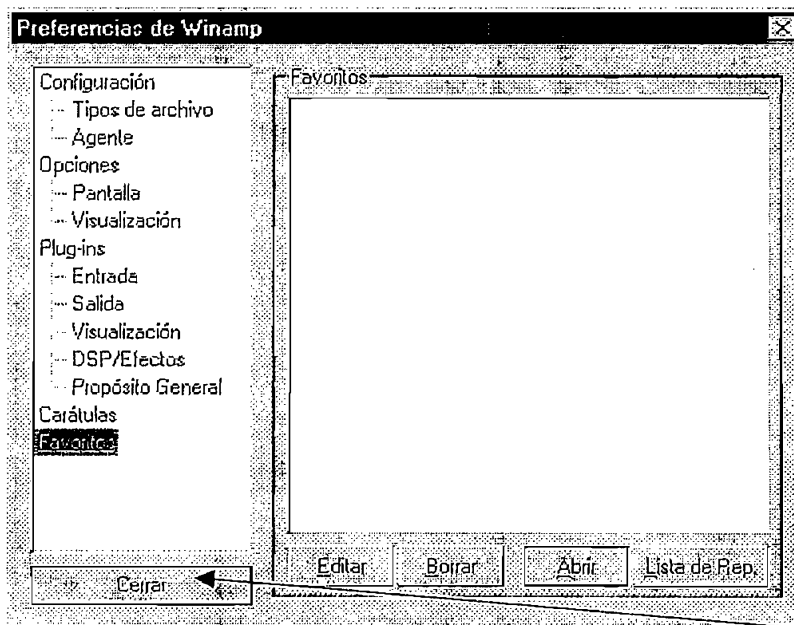 Preferencias de Winamp
Configuración
Tipos de archivo
Agente
Opciones
Pantalla
Visualización
Plug-ins
Entrada
Salida
Visualización
DSP/Efectos
Propósito General
Carátulas
Favoritos
Cerrar
Favoritos
Editar Borrar Abrir Lista de Rep.